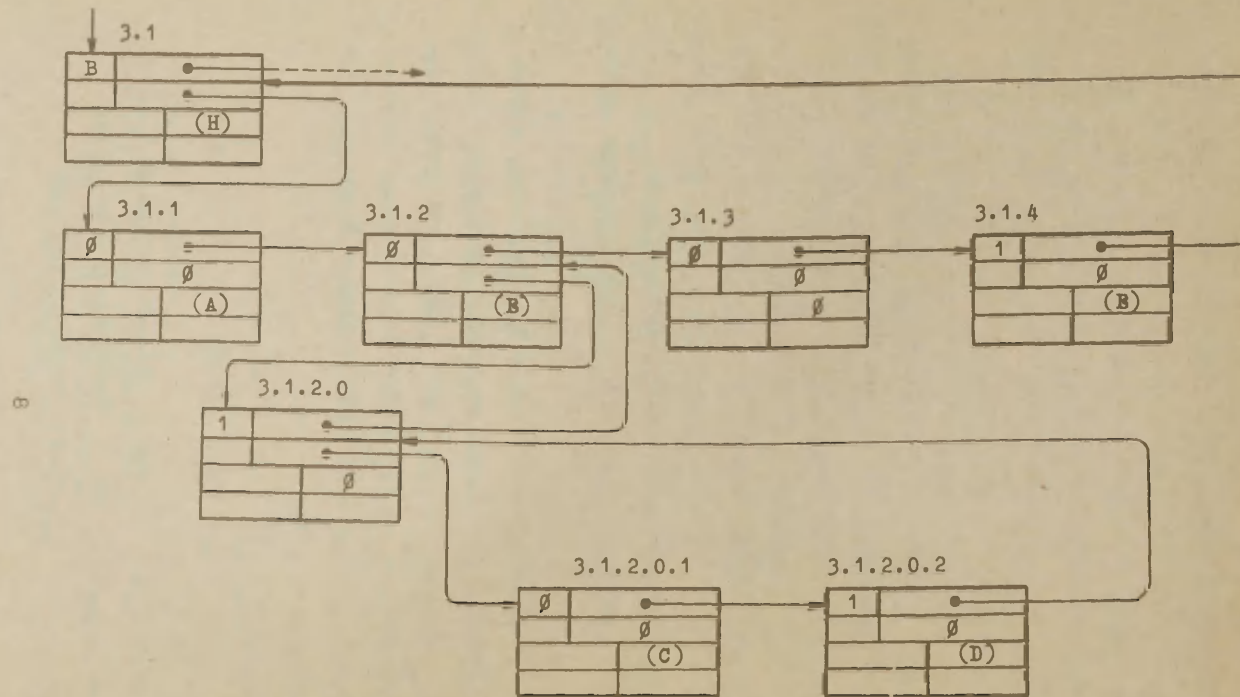 3.1
B
(H)
3.1.1
3.1.2
3.1.3
3.1.4
Ø
Ø
Ø
1
Ø
Ø
Ø
(A)
(B)
Ø
(E)
8
3.1.2.0
1
Ø
3.1.2.0.1
3.1.2.0.2
Ø
1
Ø
Ø
(C)
(D)